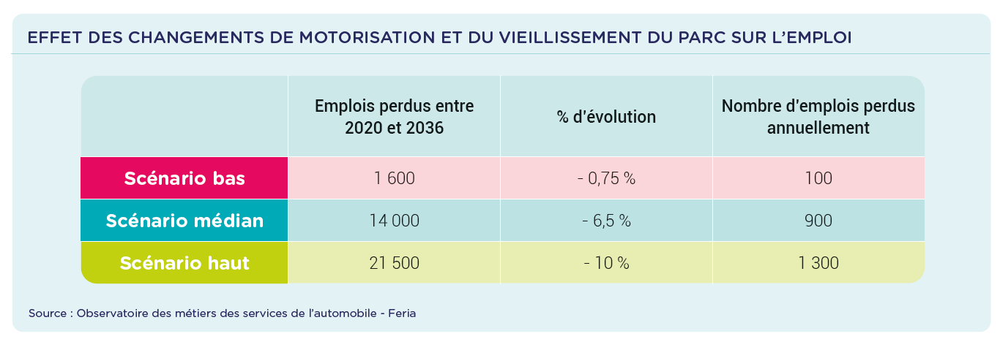 EFFET DES CHANGEMENTS DE MOTORISATION ET DU VIEILLISSEMENT DU PARC SUR L’EMPLOI
Emplois perdus entre
2020 et 2036
% d’évolution
Nombre d’emplois perdus
annuellement
Scénario bas
1 600
- 0,75 %
100
Scénario médian
14 000
- 6,5 %
900
Scénario haut
21 500
- 10 %
1 300
Source : Observatoire des métiers des services de l’automobile - Feria